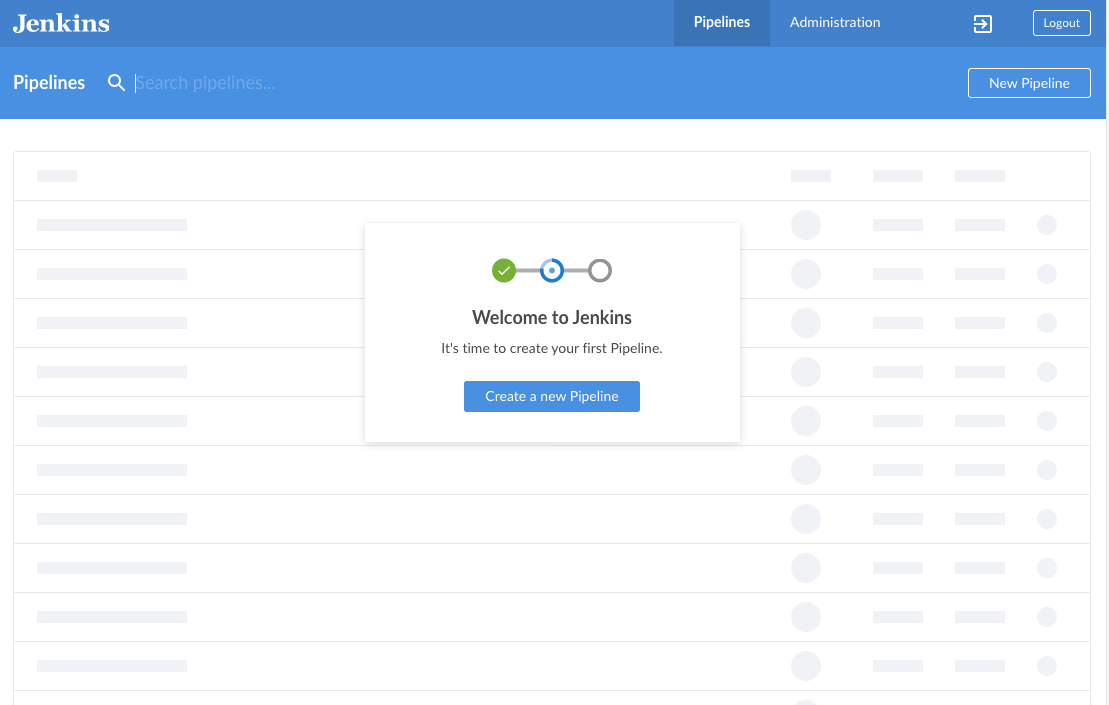 Jenkins
Pipelines
Administration
Logout
Pipelines
Search pipelines...
New Pipeline
Welcome to Jenkins
It's time to create your first Pipeline.
Create a new Pipeline